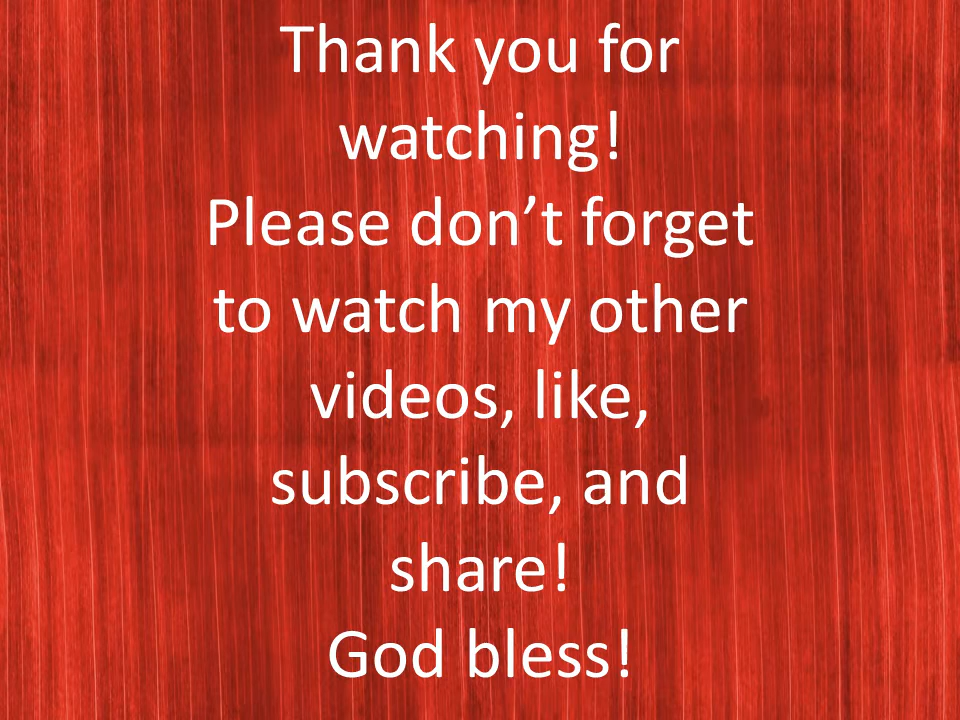 Thank you for
watching!
Please don’t forget
to watch my other
videos, like,
subscribe, and
share!
God bless!